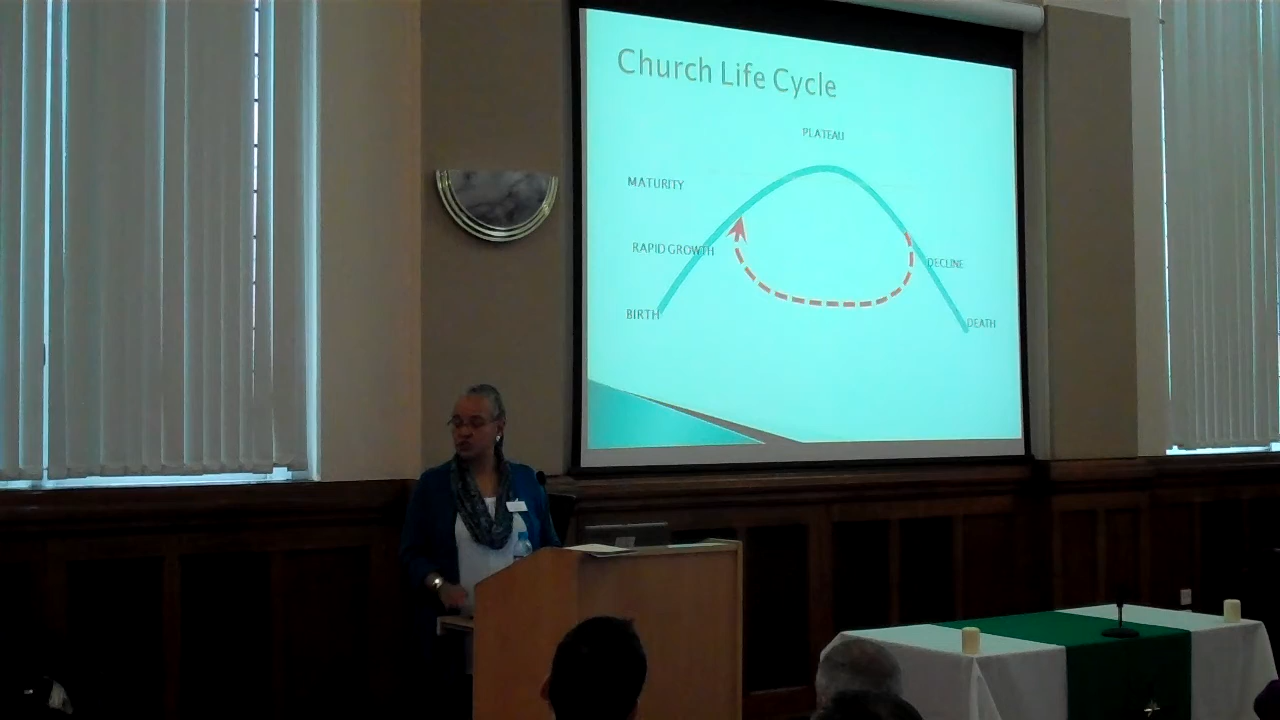 Church Life Cycle
PLATEAU
MATURITY
RAPID GROWTH
DECLINE
BIRTH
DEATH